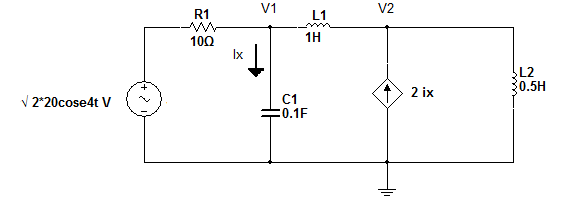 R1
10Ω
V1
L1
1H
V2
Ix
√ 2*20cose4t V
+
C1
0.1F
2 ix
L2
0.5H